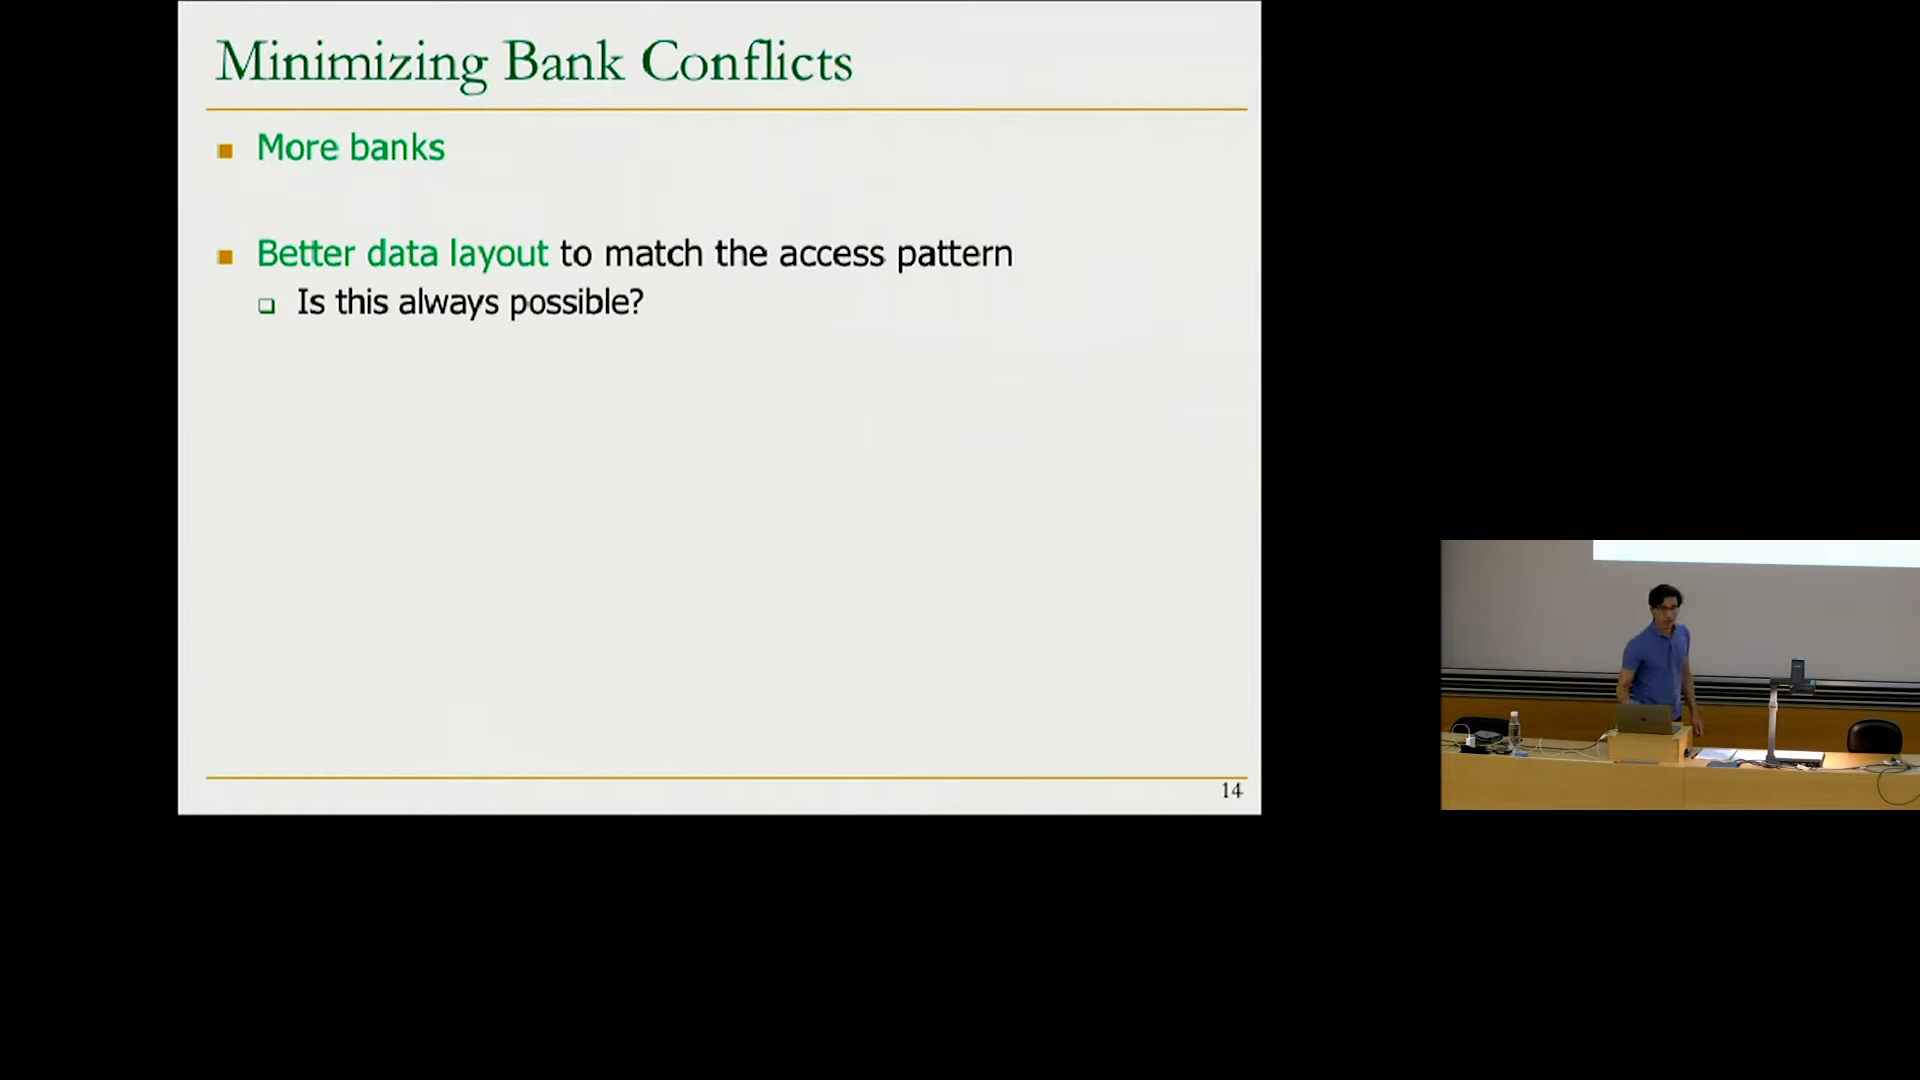 Minimizing Bank Conflicts
More banks
Better data layout to match the access pattern
Is this always possible?
14